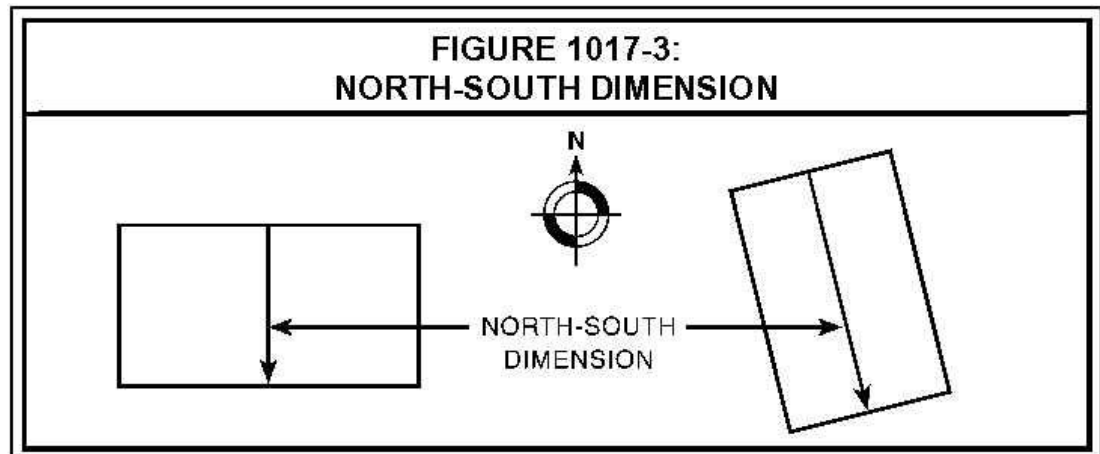 FIGURE 1017-3:
NORTH-SOUTH DIMENSION
N
NORTH-SOUTH
DIMENSION